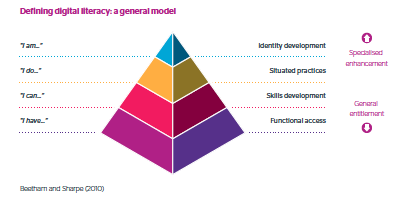 Defining digital literacy: a general model
"I am..." Identity development
"I do..." Situated practices
"I can..." Skills development
"I have..." Functional access
Specialised
enhancement
General
entitlement
Beetham and Sharpe (2010)